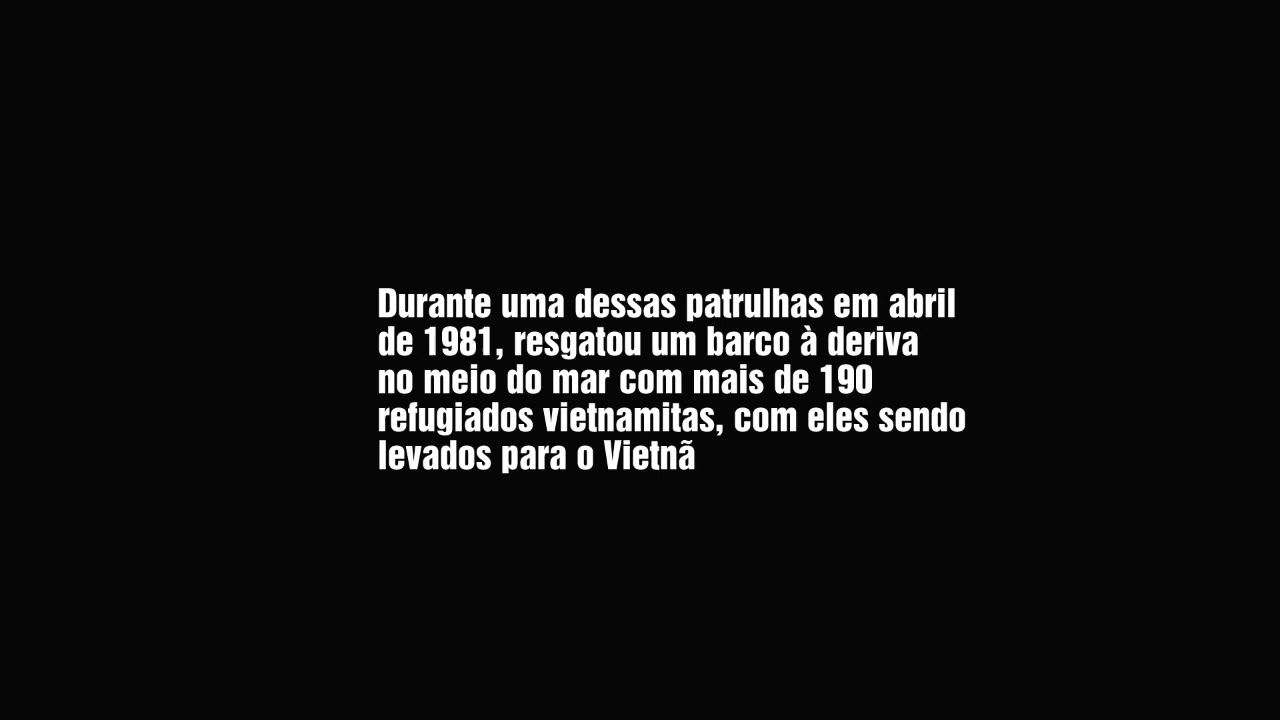 Durante uma dessas patrulhas em abril
de 1981, resgatou um barco à deriva
no meio do mar com mais de 190
refugiados vietnamitas, com eles sendo
levados para o Vietnã